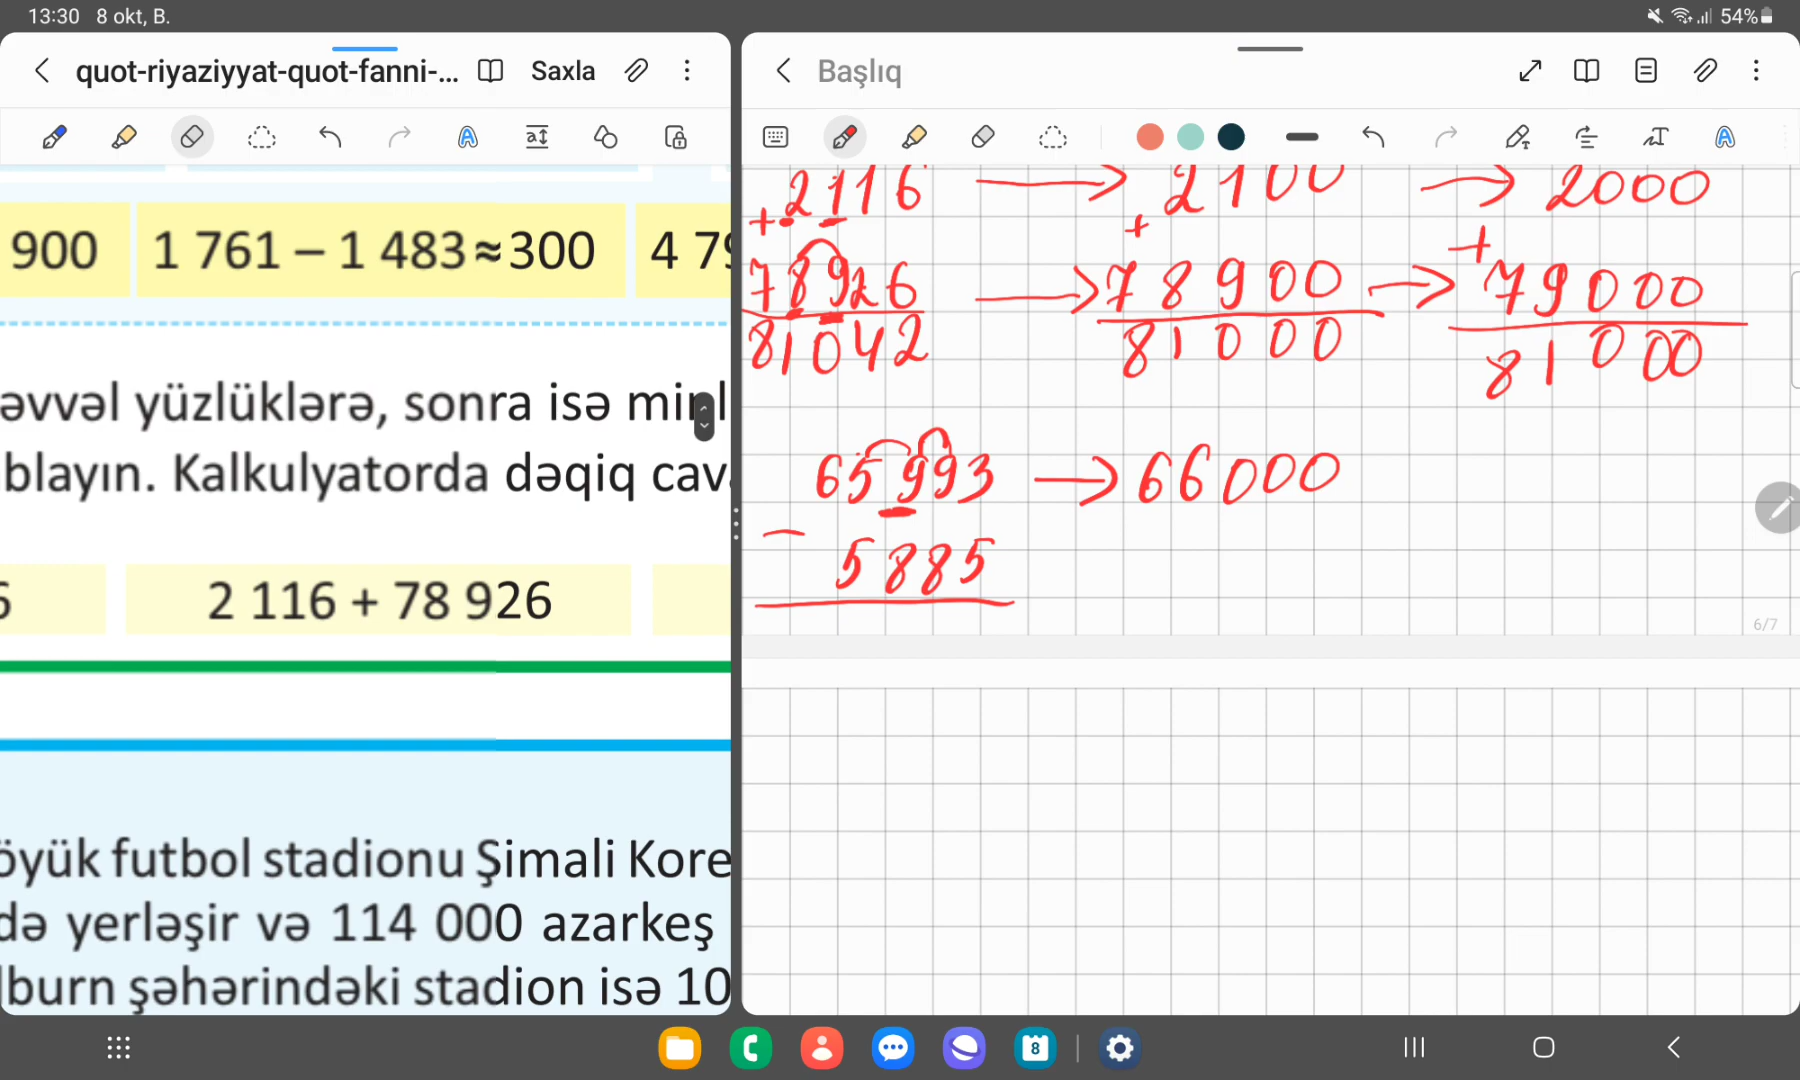 13:30 8 okt, B.
54%
quot-riyaziyyat-quot-fanni-...
Saxla
900
1 761 – 1 483 ≈ 300
4 79
əvvəl yüzlüklərə, sonra isə minl
blayın. Kalkulyatorda dəqiq cav
2 116 + 78 926
öyük futbol stadionu Şimali Kore
də yerləşir və 114 000 azarkeş
lburn şəhərindəki stadion isə 10
Başlıq
2116 → 2100 → 2000
+ + +
78926 → 78900 → 79000
81042 81000 81000
65993 → 66000
–
5885
6/7
8